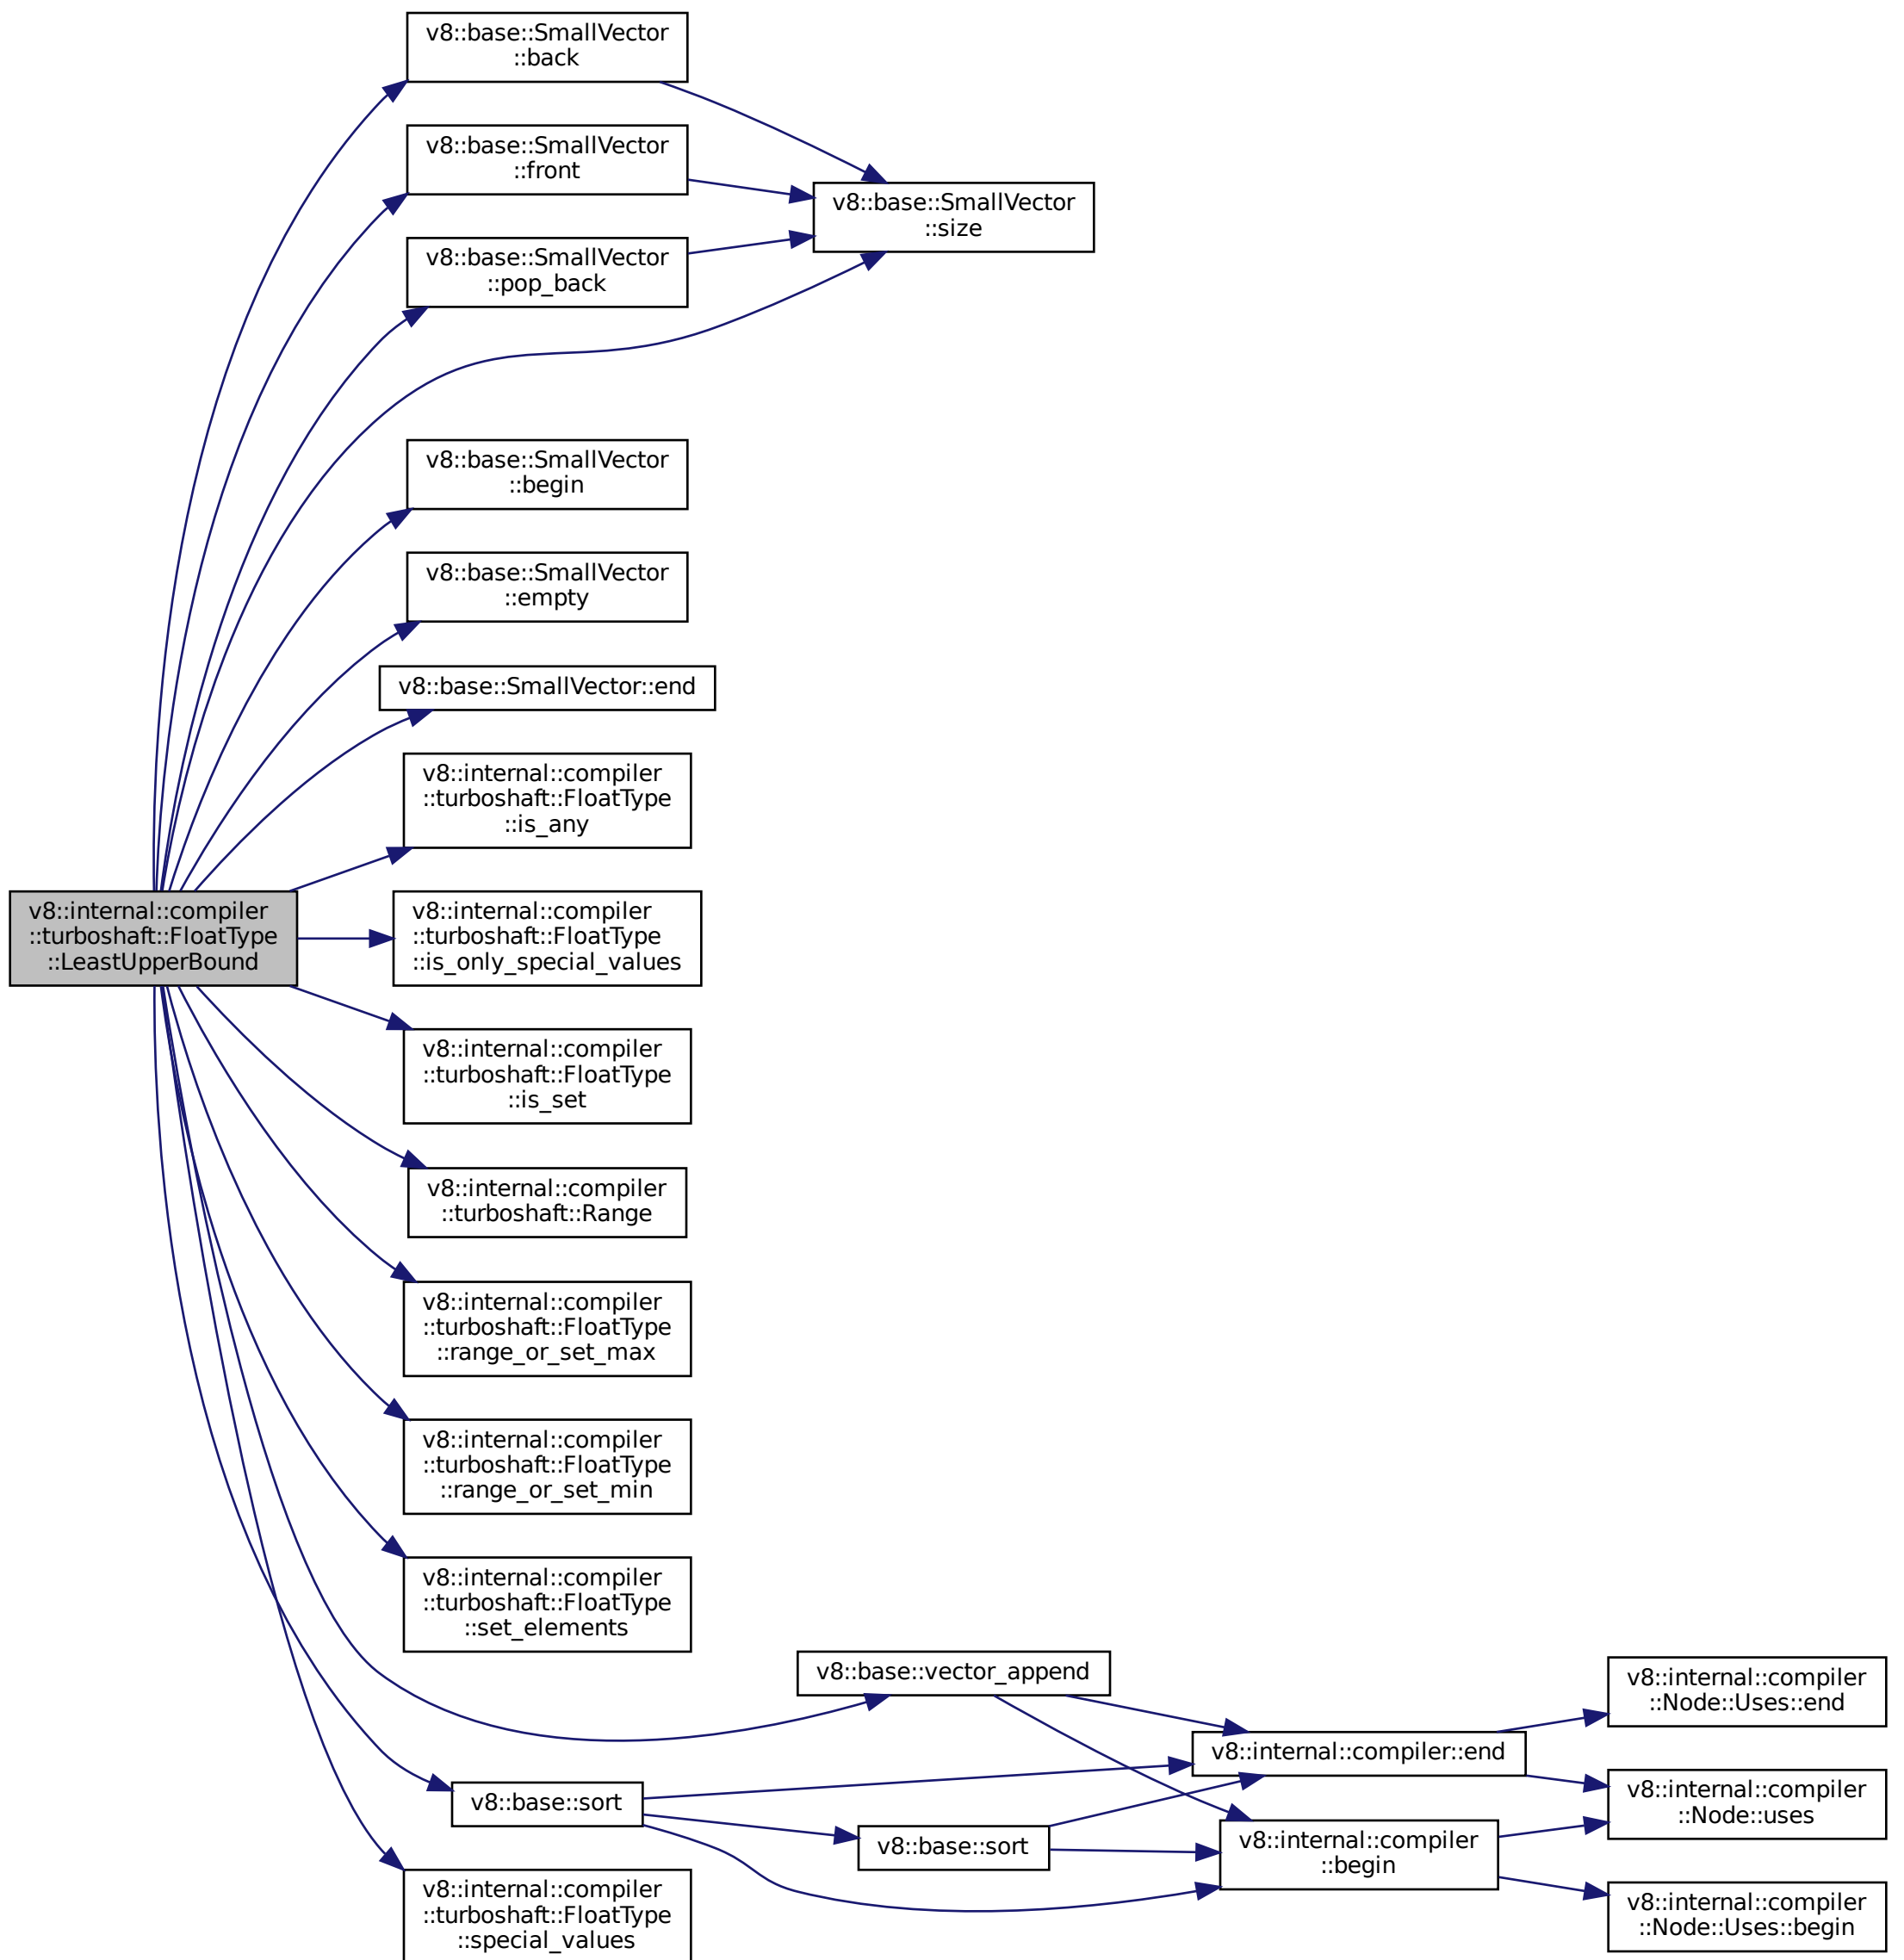 v8::base::SmallVector
::back
v8::base::SmallVector
::front
v8::base::SmallVector
::size
v8::base::SmallVector
::pop_back
v8::base::SmallVector
::begin
v8::base::SmallVector
::empty
v8::base::SmallVector::end
v8::internal::compiler
::turboshaft::FloatType
::is_any
v8::internal::compiler
::turboshaft::FloatType
::LeastUpperBound
v8::internal::compiler
::turboshaft::FloatType
::is_only_special_values
v8::internal::compiler
::turboshaft::FloatType
::is_set
v8::internal::compiler
::turboshaft::Range
v8::internal::compiler
::turboshaft::FloatType
::range_or_set_max
v8::internal::compiler
::turboshaft::FloatType
::range_or_set_min
v8::internal::compiler
::turboshaft::FloatType
::set_elements
v8::base::vector_append
v8::internal::compiler
::Node::Uses::end
v8::internal::compiler::end
v8::base::sort
v8::internal::compiler
::Node::uses
v8::base::sort
v8::internal::compiler
::begin
v8::internal::compiler
::turboshaft::FloatType
::special_values
v8::internal::compiler
::Node::Uses::begin